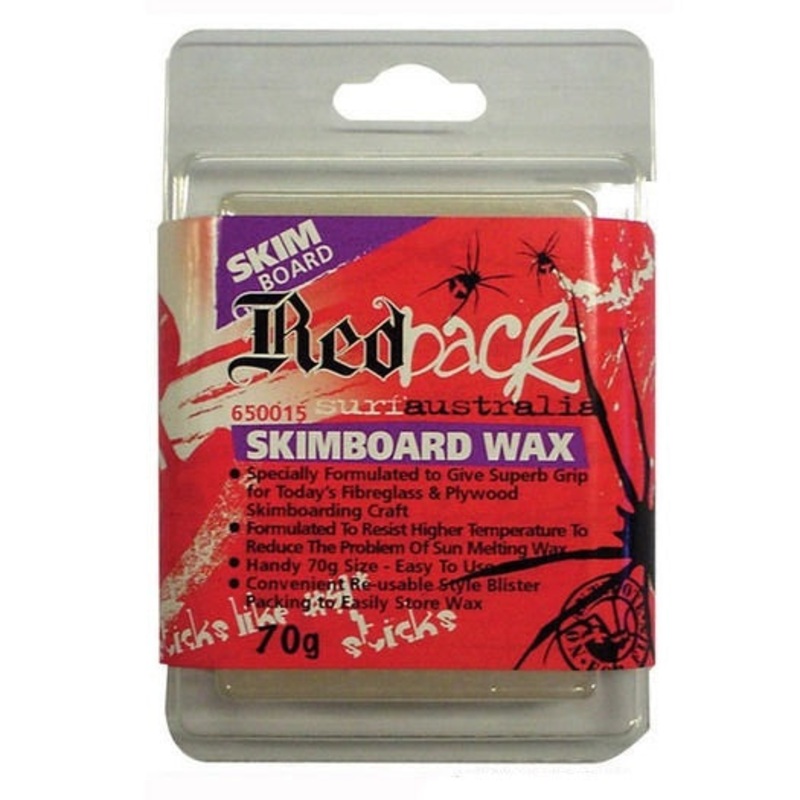 SKIM
BOARD
Redback
650015 surfaustralia
SKIMBOARD WAX
• Specially Formulated to Give Superb Grip
for Today's Fibreglass & Plywood
Skimboarding Craft
• Formulated To Resist Higher Temperature To
Reduce The Problem Of Sun Melting Wax
• Handy 70g Size - Easy To Use
• Convenient Re-usable Style Blister
Packing to Easily Store Wax
sticks like
sticks
70g